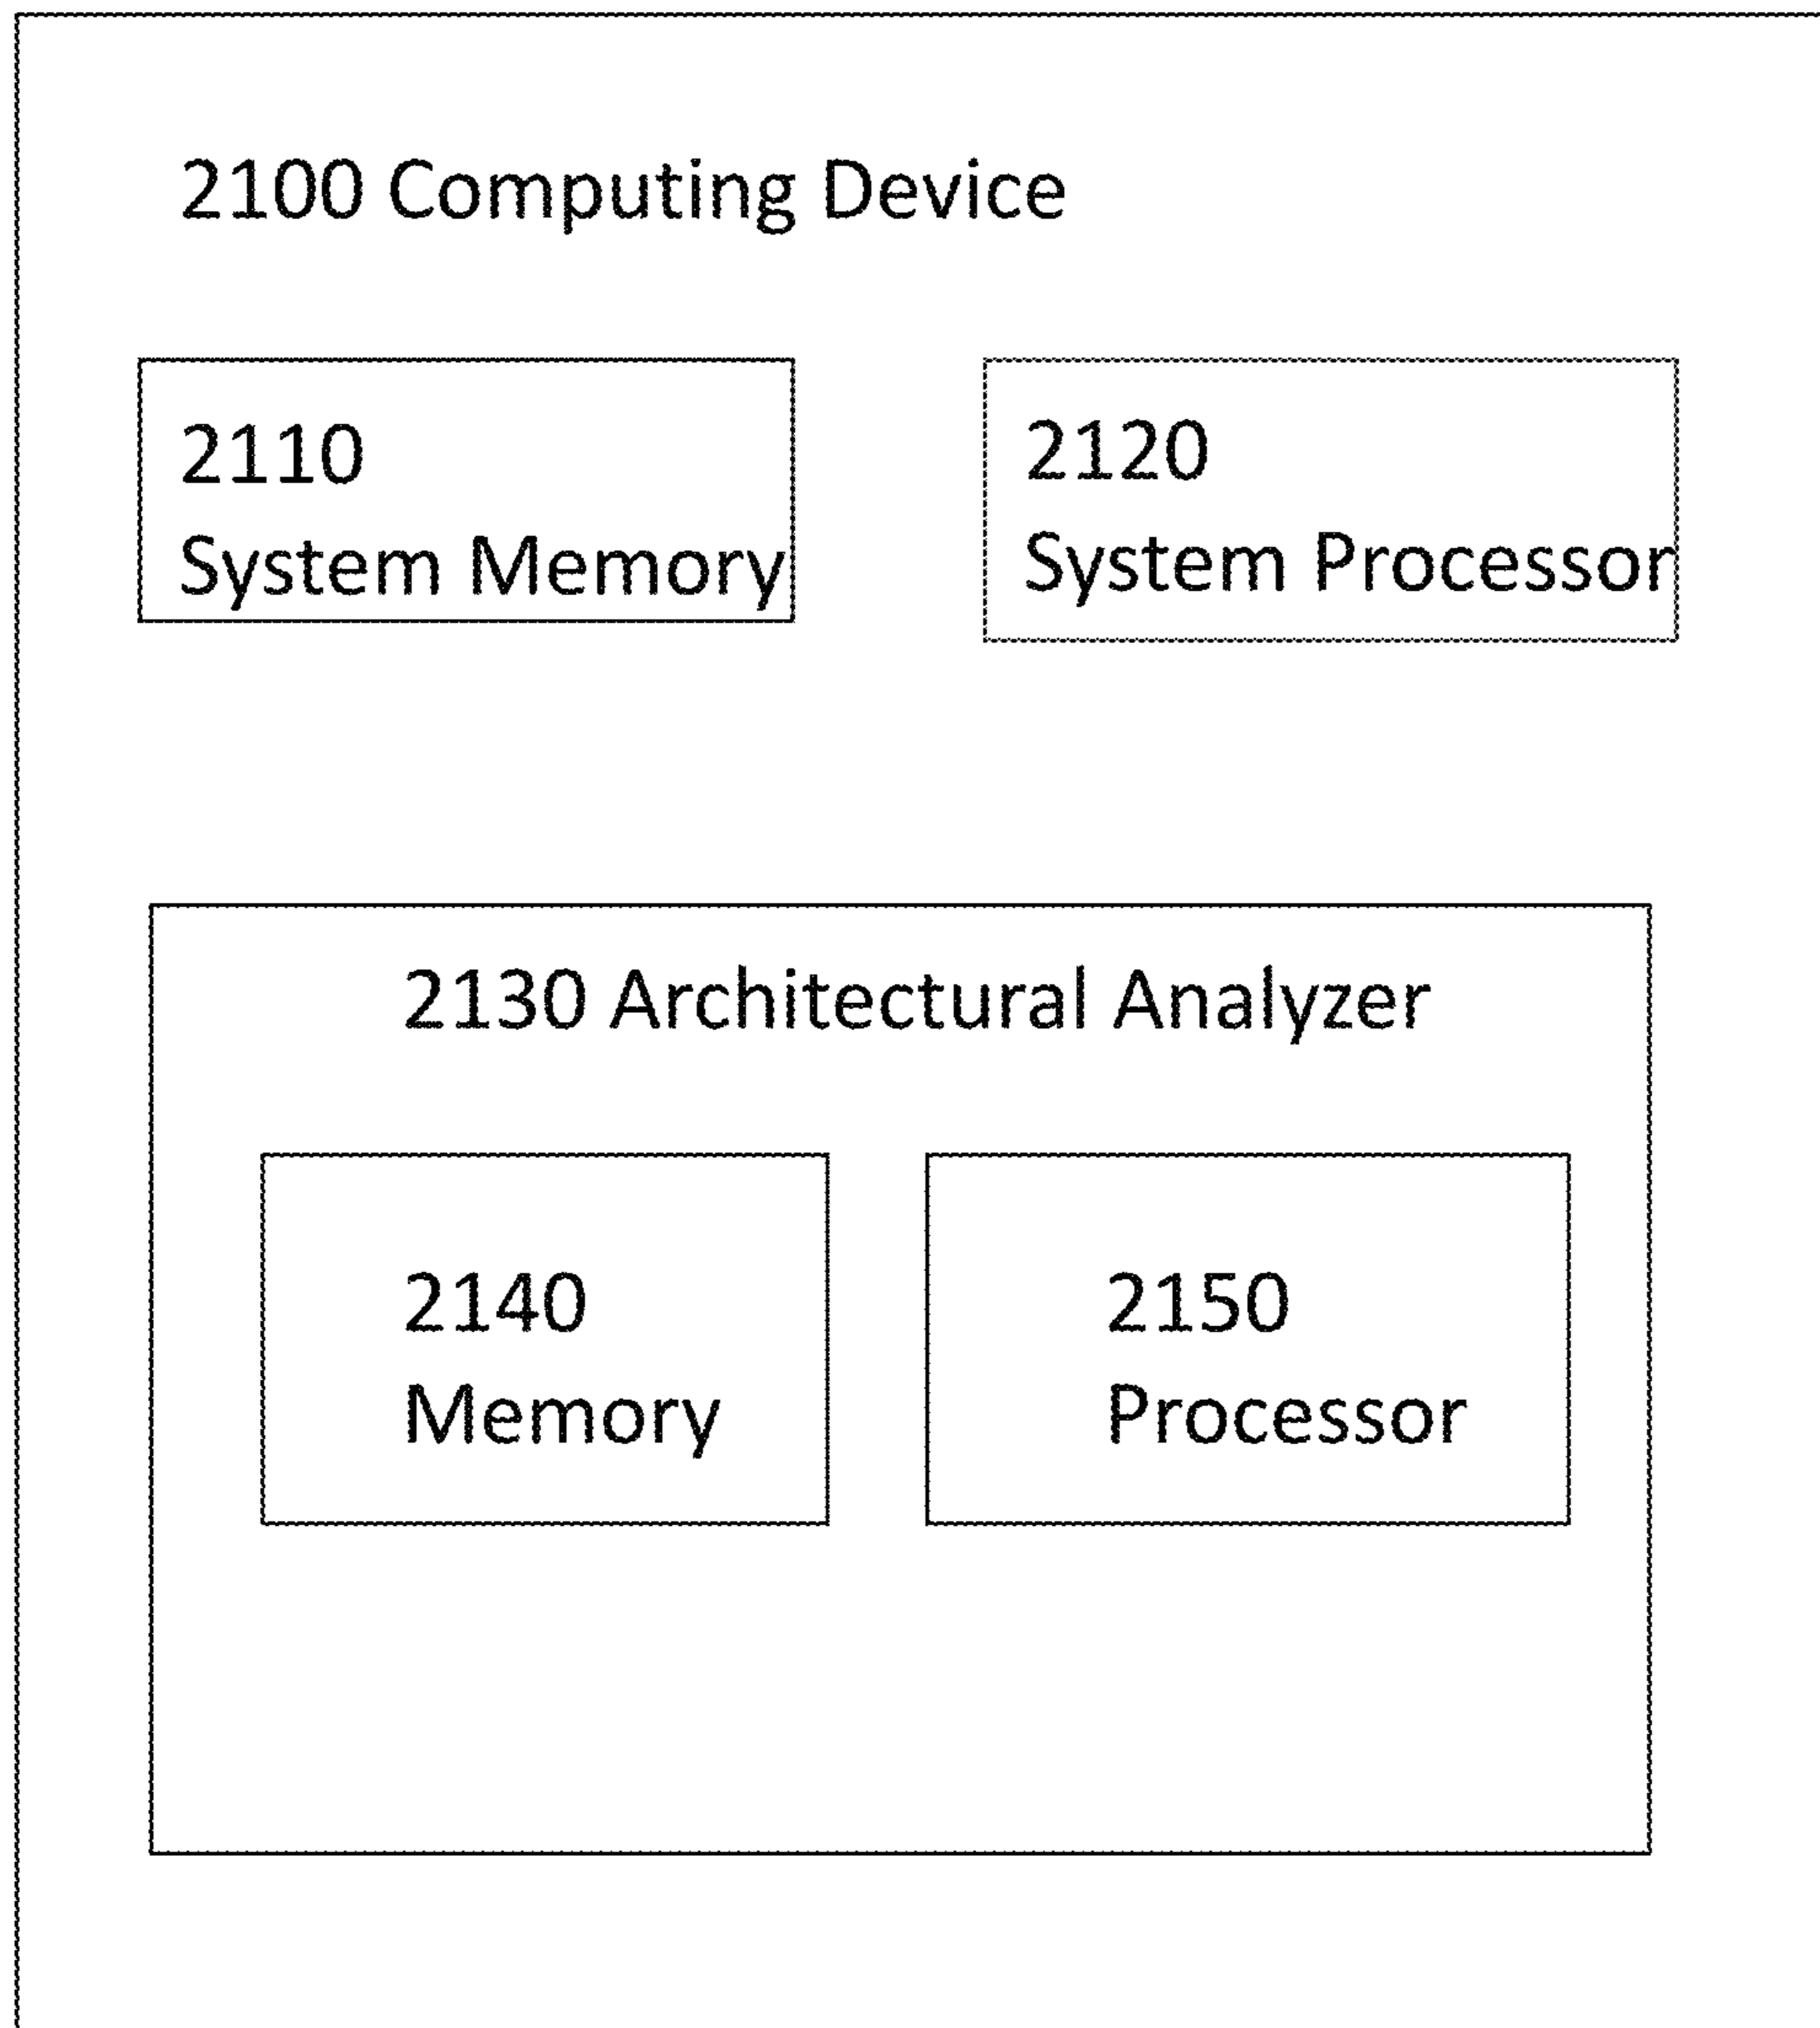 2100 Computing Device
2110
System Memory
2120
System Processor
2130 Architectural Analyzer
2140
Memory
2150
Processor